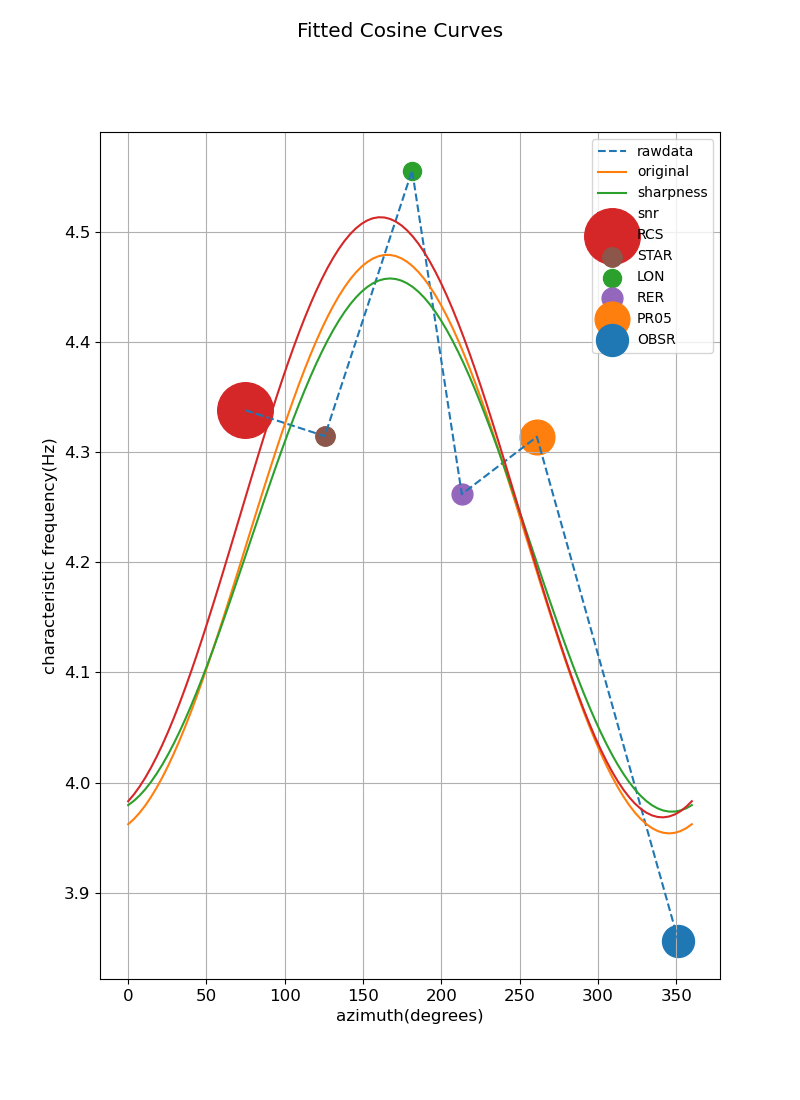 Fitted Cosine Curves
rawdata
original
sharpness
snr
RCS
STAR
LON
RER
PR05
OBSR
characteristic frequency(Hz)
4.5
4.4
4.3
4.2
4.1
4.0
3.9
0 50 100 150 200 250 300 350
azimuth(degrees)